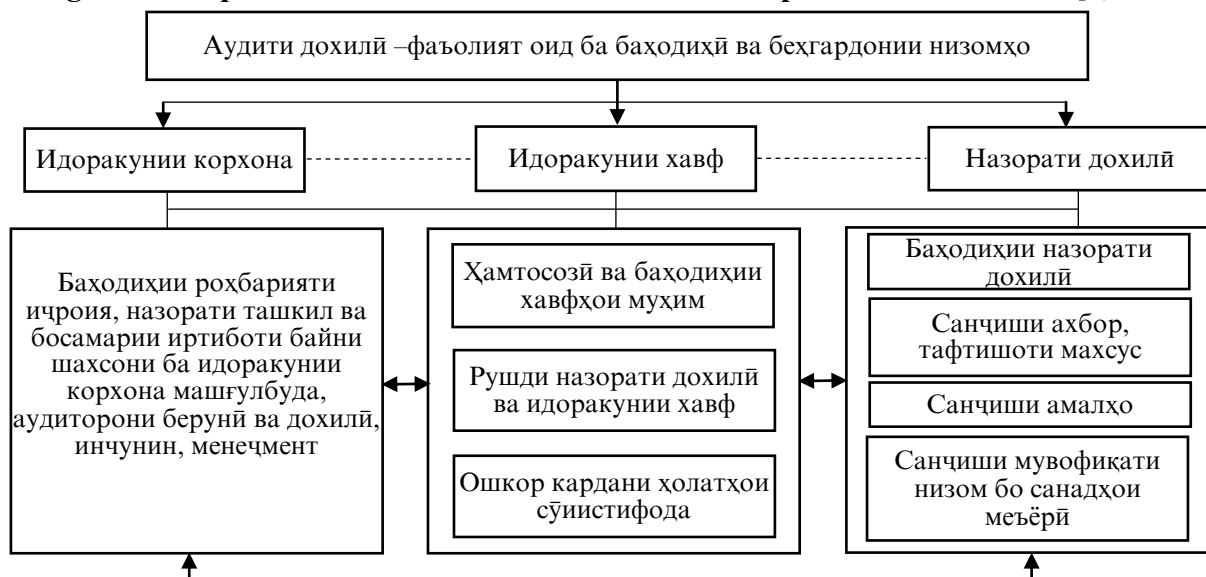 Аудити дохилӣ –фаъолият оид ба баҳодиҳӣ ва беҳгардонии низомҳо
Идоракунии корхона
Идоракунии хавф
Назорати дохилӣ
Баҳодиҳии роҳбарияти
иҷроия, назорати ташкил ва
босамарии иртиботи байни
шахсони ба идоракунии
корхона машғулбуда,
аудиторони берунӣ ва дохилӣ,
инчунин, менеҷмент
Ҳамтосозӣ ва баҳодиҳии
хавфҳои муҳим
Рушди назорати дохилӣ
ва идоракунии хавф
Ошкор кардани ҳолатҳои
сӯиистифода
Баҳодиҳии назорати
дохилӣ
Санҷиши ахбор,
тафтишоти махсус
Санҷиши амалҳо
Санҷиши мувофиқати
низом бо санадҳои
меъёрӣ